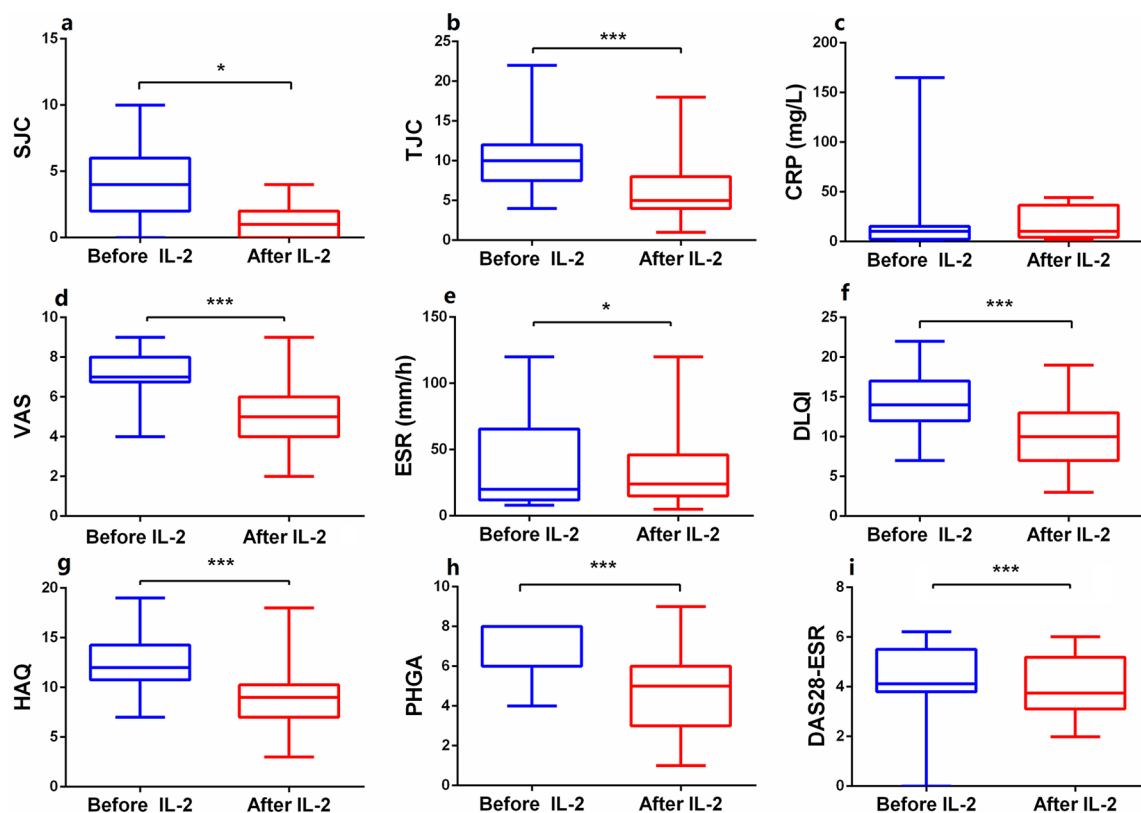 a
SJC
15
10
5
0
*
Before IL-2
After IL-2
b
TJC
25
20
15
10
5
0
***
Before IL-2
After IL-2
c
CRP (mg/L)
200
150
100
50
0
Before IL-2
After IL-2
d
VAS
10
8
6
4
2
0
***
Before IL-2
After IL-2
e
ESR (mm/h)
150
100
50
0
*
Before IL-2
After IL-2
f
DLQI
25
20
15
10
5
0
***
Before IL-2
After IL-2
g
HAQ
20
15
10
5
0
***
Before IL-2
After IL-2
h
PHGA
10
8
6
4
2
0
***
Before IL-2
After IL-2
i
DAS28-ESR
8
6
4
2
0
***
Before IL-2
After IL-2